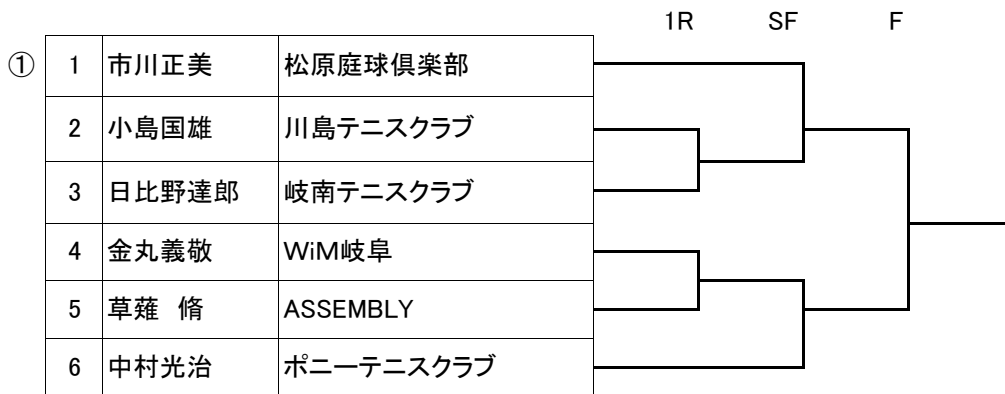 1R SF F
① 1 市川正美 松原庭球倶楽部
2 小島国雄 川島テニスクラブ
3 日比野達郎 岐南テニスクラブ
4 金丸義敬 WiM岐阜
5 草薙　脩 ASSEMBLY
6 中村光治 ポニーテニスクラブ